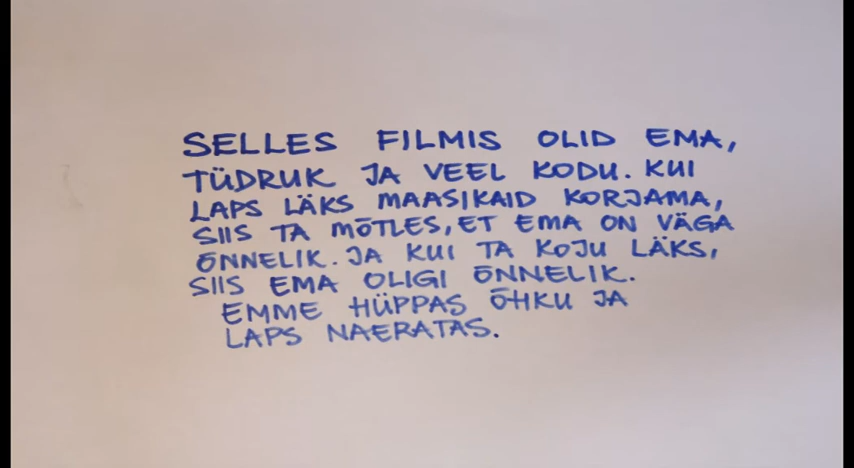 SELLES FILMIS OLID EMA,
TÜDRUK JA VEEL KODU. KUI
LAPS LÄKS MAASIKAID KORJAMA,
SIIS TA MÕTLES, ET EMA ON VÄGA
ÕNNELIK. JA KUI TA KOJU LÄKS,
SIIS EMA OLIGI ÕNNELIK.
EMME HÜPPAS ÕHKU JA
LAPS NAERATAS.